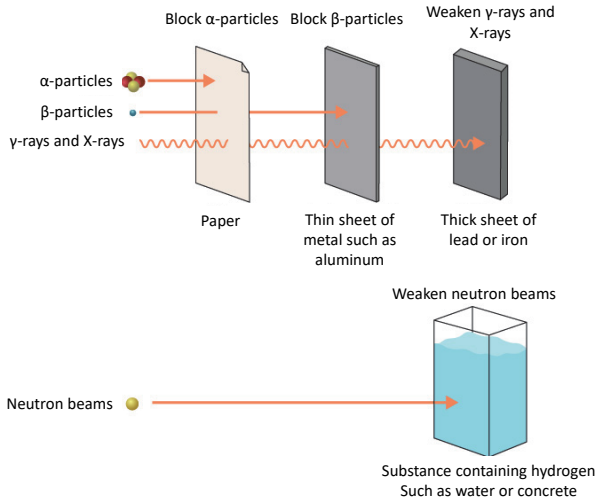 Block α-particles
Block β-particles
Weaken γ-rays and
X-rays
α-particles
β-particles
γ-rays and X-rays
Paper
Thin sheet of
metal such as
aluminum
Thick sheet of
lead or iron
Weaken neutron beams
Neutron beams
Substance containing hydrogen
Such as water or concrete